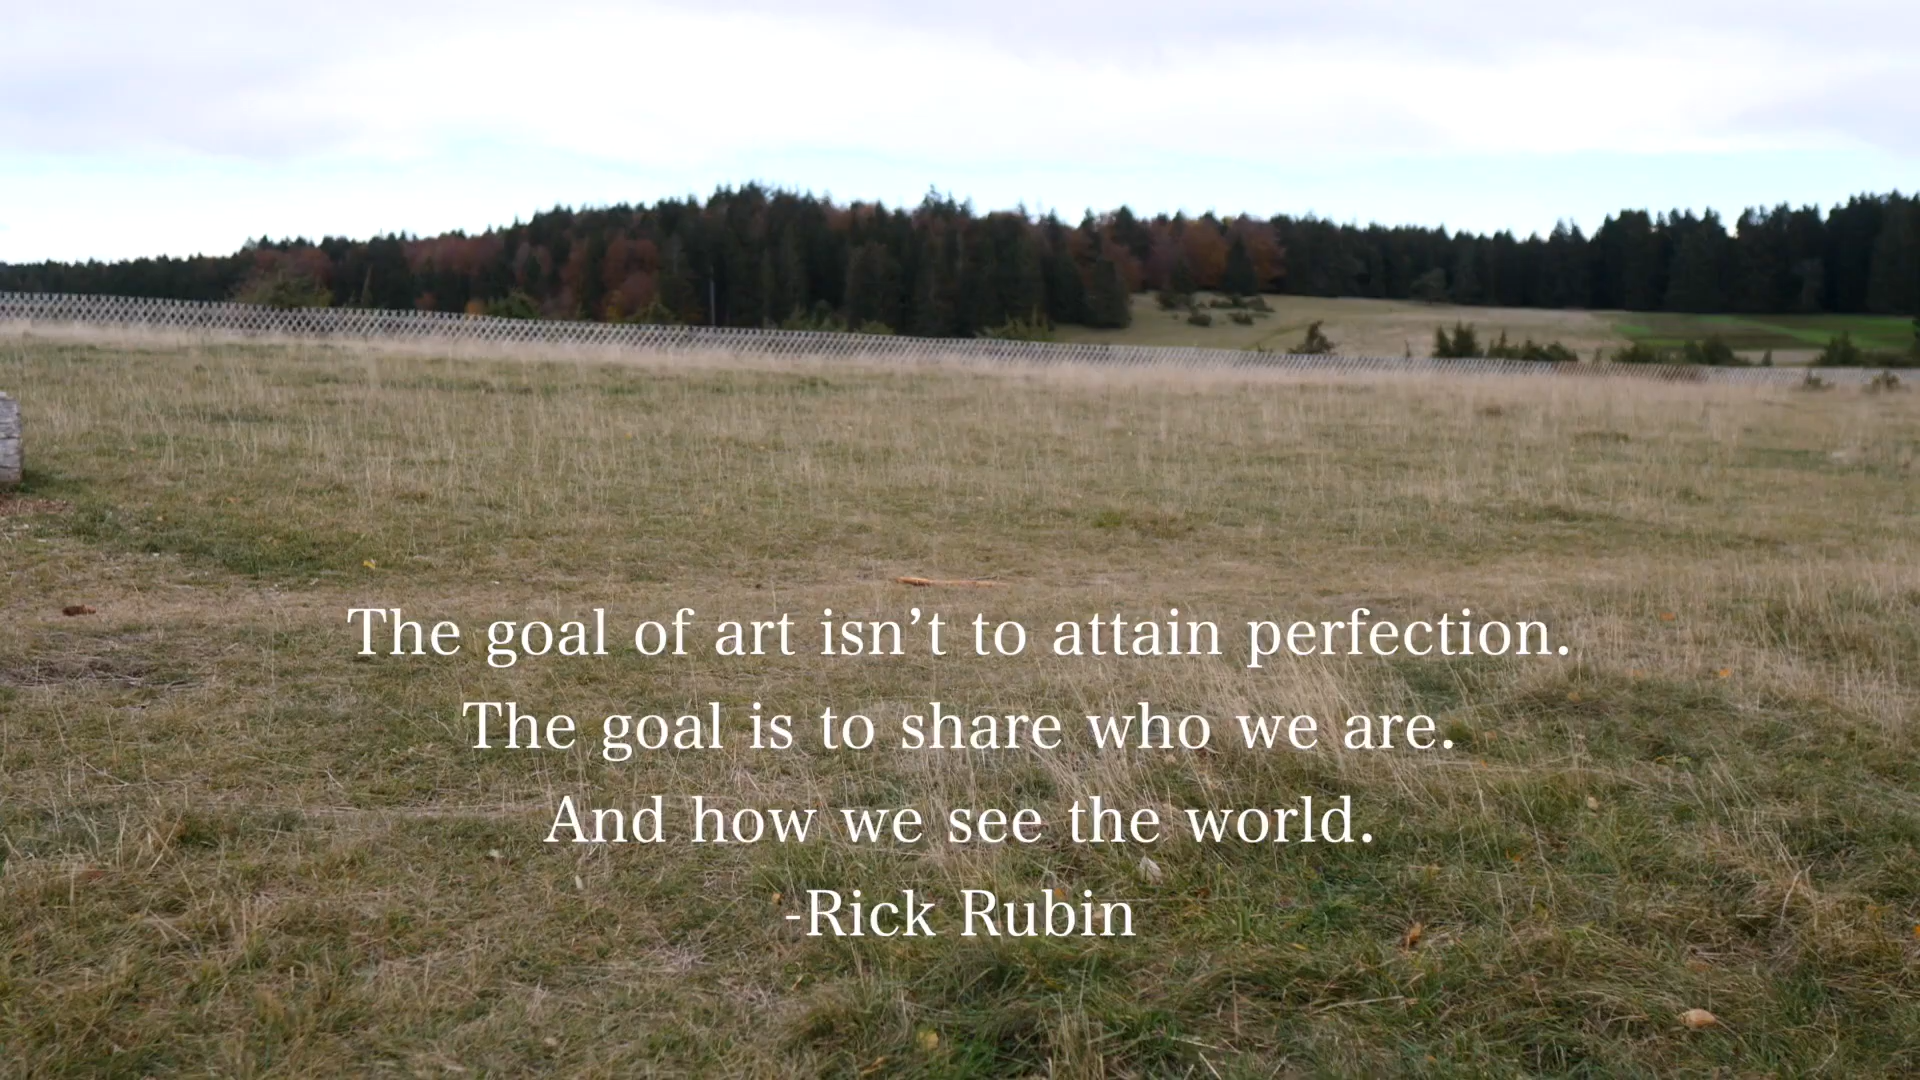 The goal of art isn’t to attain perfection.
The goal is to share who we are.
And how we see the world.
-Rick Rubin